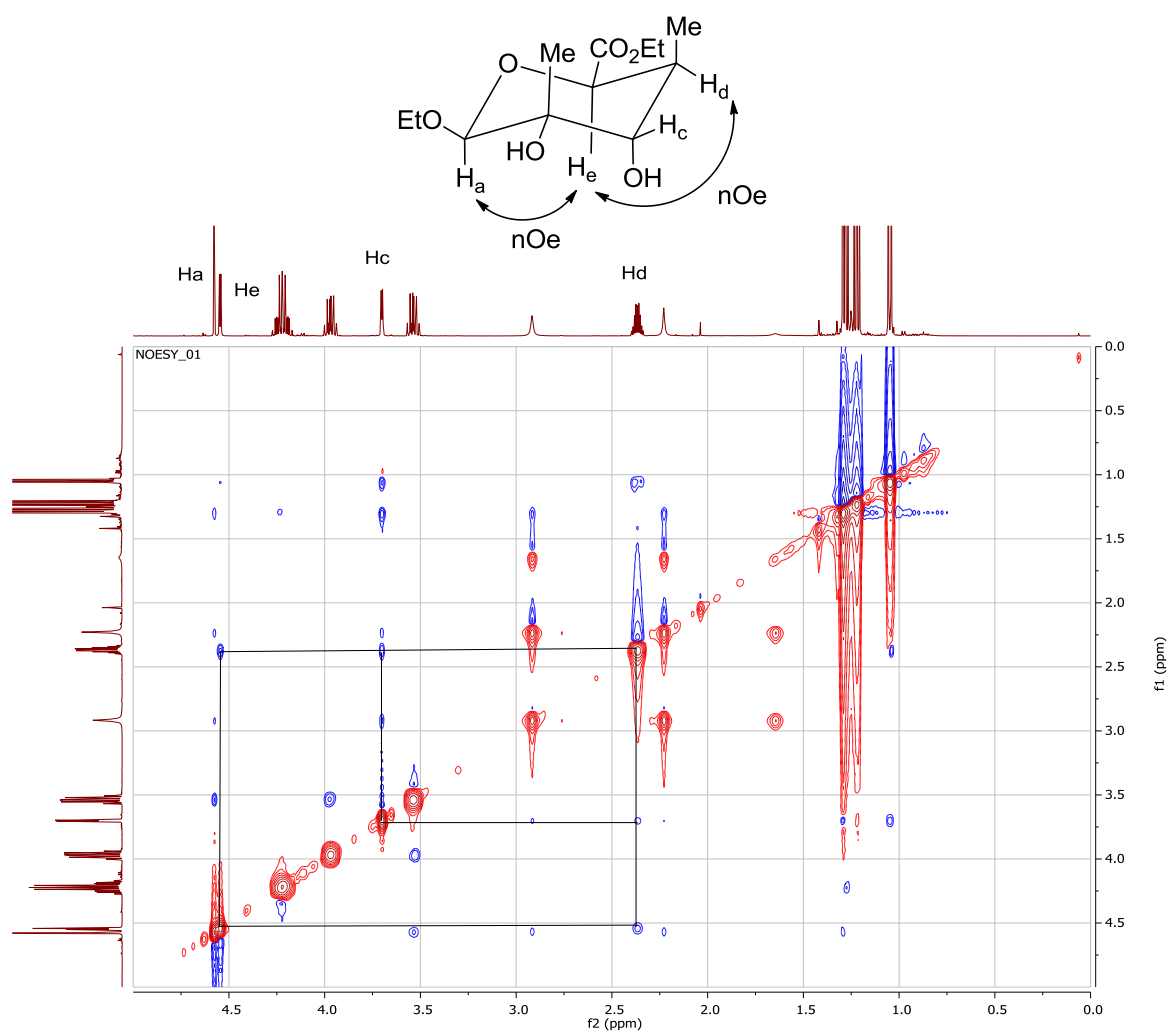 Me
Me
CO2Et
O
Hd
EtO
Hc
HO
He
OH
Ha
nOe
nOe
Ha
He
Hc
Hd
NOESY_01
0.0
0.5
1.0
1.5
2.0
2.5
3.0
3.5
4.0
4.5
f1 (ppm)
4.5 4.0 3.5 3.0 2.5 2.0 1.5 1.0 0.5 0.0
f2 (ppm)